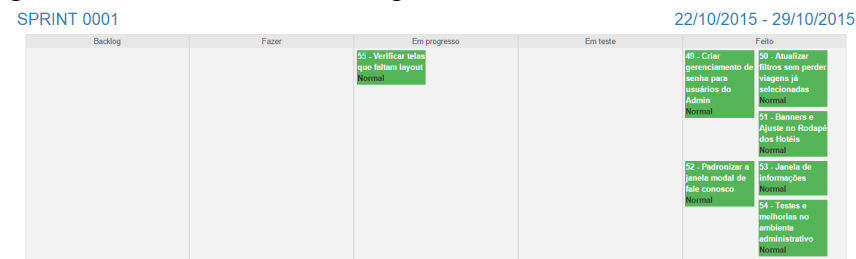 SPRINT 0001
22/10/2015 - 29/10/2015
Backlog
Fazer
Em progresso
Em teste
Feito
55 - Verificar telas
que faltam layout
Normal
49 - Criar
gerenciamento de
senha para
usuários do
Admin
Normal
50 - Atualizar
filtros sem perder
viagens já
selecionadas
Normal
51 - Banners e
Ajuste no Rodapé
dos Hotéis
Normal
52 - Padronizar a
janela modal de
fale conosco
Normal
53 - Janela de
informações
Normal
54 - Testes e
melhorias no
ambiente
administrativo
Normal